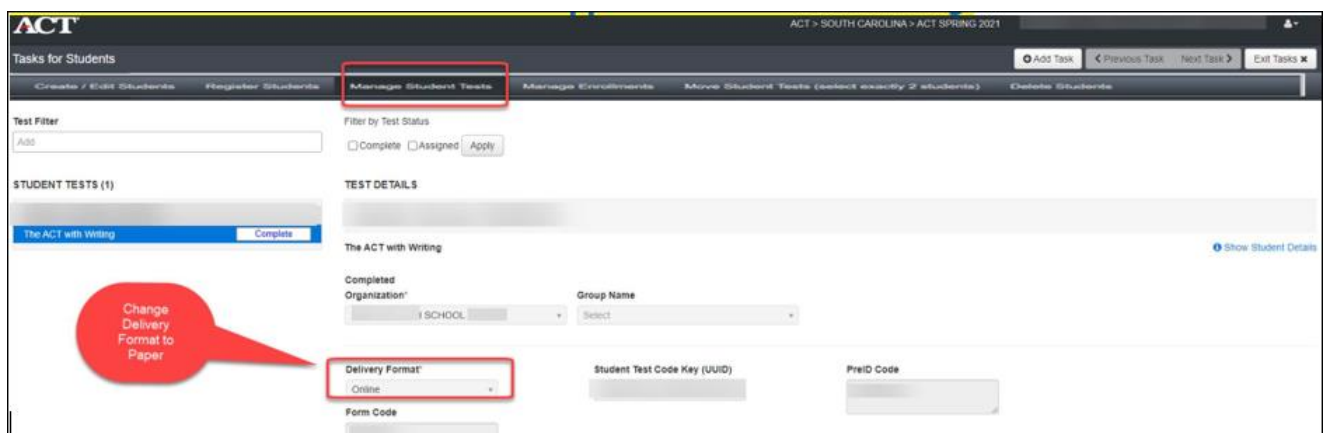 ACT
ACT > SOUTH CAROLINA > ACT SPRING 2021
Tasks for Students
Add Task
Previous Task
Next Task
Exit Tasks
Create / Edit Students
Register Students
Manage Student Tests
Manage Enrollments
Move Student Tests (select exactly 2 students)
Delete Students
Test Filter
Add
Filter by Test Status
Complete
Assigned
Apply
STUDENT TESTS (1)
The ACT with Writing
Complete
TEST DETAILS
The ACT with Writing
Show Student Details
Completed
Organization*
SCHOOL
Group Name
Select
Change
Delivery
Format to
Paper
Delivery Format*
Online
Student Test Code Key (UUID)
PreID Code
Form Code